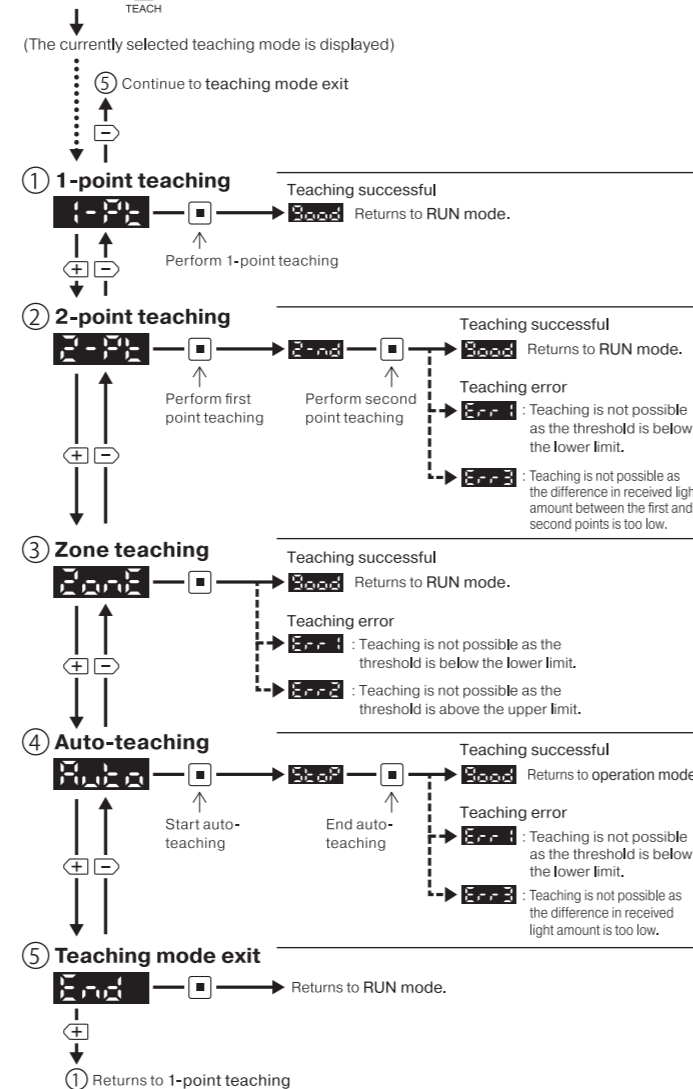 TEACH
(The currently selected teaching mode is displayed)
⑤ Continue to teaching mode exit
−
① 1-point teaching
Teaching successful
1-Pt
Good Returns to RUN mode.
Perform 1-point teaching
+ −
② 2-point teaching
Teaching successful
2-Pt
2-nd
Good Returns to RUN mode.
Perform first
point teaching
Perform second
point teaching
Teaching error
Err1 : Teaching is not possible
as the threshold is below
the lower limit.
+ −
Err3 : Teaching is not possible as
the difference in received ligh
amount between the first and
second points is too low.
③ Zone teaching
Teaching successful
ZonE
Good Returns to RUN mode.
Teaching error
Err1 : Teaching is not possible as the
threshold is below the lower limit.
+ −
Err2 : Teaching is not possible as the
threshold is above the upper limit.
④ Auto-teaching
Teaching successful
Auto
StoP
Good Returns to operation mode
Start auto-
teaching
End auto-
teaching
Teaching error
Err1 : Teaching is not possible
as the threshold is below
the lower limit.
+ −
Err3 : Teaching is not possible as
the difference in received
light amount is too low.
⑤ Teaching mode exit
End
Returns to RUN mode.
+
① Returns to 1-point teaching